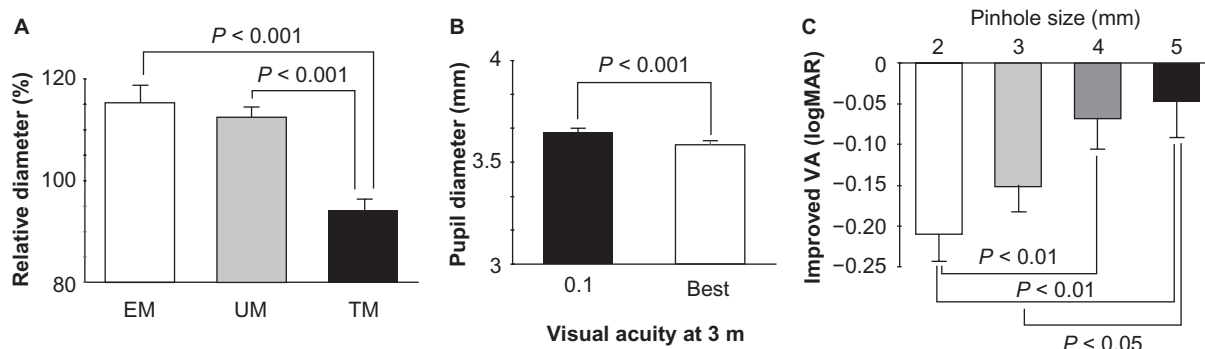 A
Relative diameter (%)
120
100
80
P < 0.001
P < 0.001
EM UM TM
B
Pupil diameter (mm)
4
3.5
3
P < 0.001
0.1 Best
Visual acuity at 3 m
C
Pinhole size (mm)
2 3 4 5
Improved VA (logMAR)
0
−0.05
−0.10
−0.15
−0.20
−0.25
P < 0.01
P < 0.01
P < 0.05